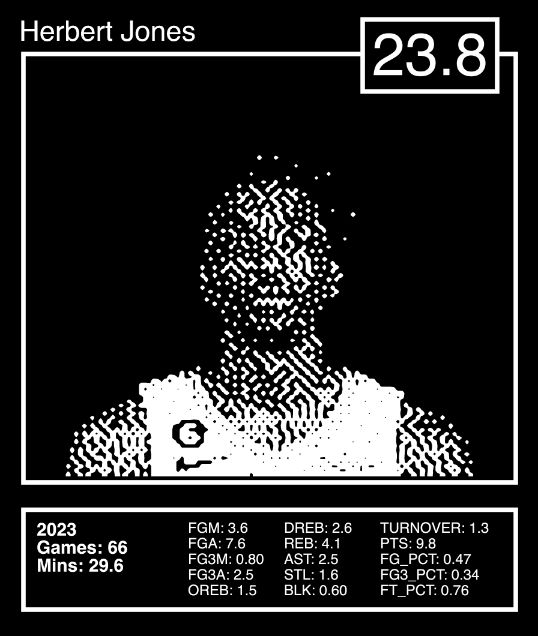 Herbert Jones
23.8
G
2023
Games: 66
Mins: 29.6
FGM: 3.6
FGA: 7.6
FG3M: 0.80
FG3A: 2.5
OREB: 1.5
DREB: 2.6
REB: 4.1
AST: 2.5
STL: 1.6
BLK: 0.60
TURNOVER: 1.3
PTS: 9.8
FG_PCT: 0.47
FG3_PCT: 0.34
FT_PCT: 0.76